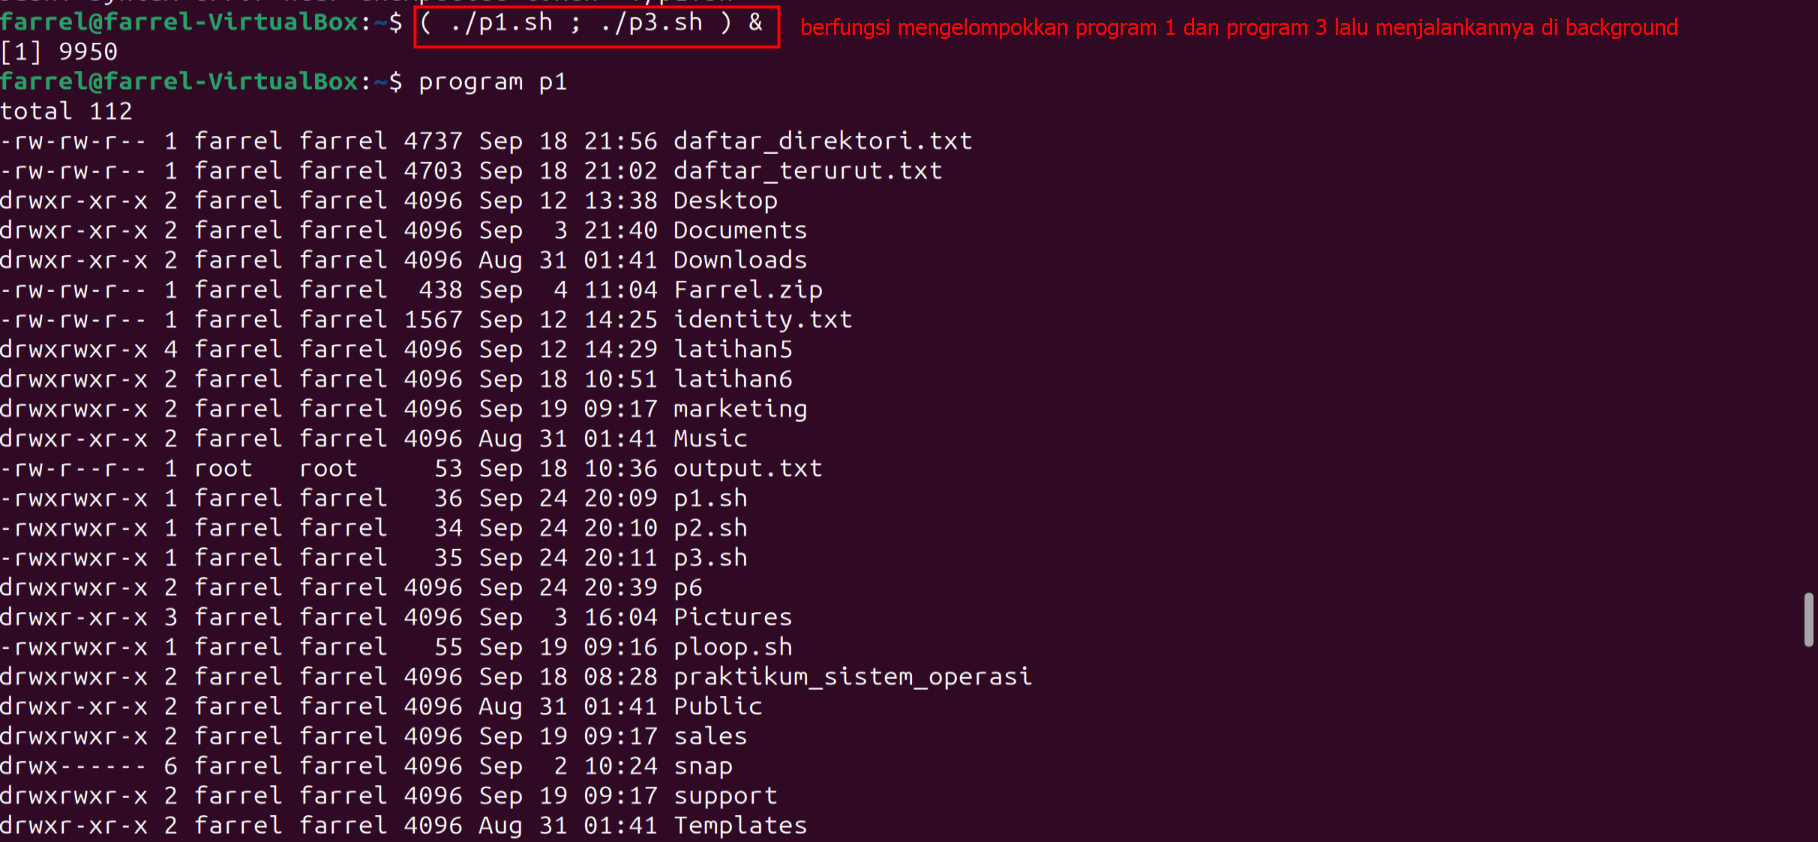 farrel@farrel-VirtualBox:~$ ( ./p1.sh ; ./p3.sh ) & berfungsi mengelompokkan program 1 dan program 3 lalu menjalankannya di background
[1] 9950
farrel@farrel-VirtualBox:~$ program p1
total 112
-rw-rw-r-- 1 farrel farrel 4737 Sep 18 21:56 daftar_direktori.txt
-rw-rw-r-- 1 farrel farrel 4703 Sep 18 21:02 daftar_terurut.txt
drwxr-xr-x 2 farrel farrel 4096 Sep 12 13:38 Desktop
drwxr-xr-x 2 farrel farrel 4096 Sep  3 21:40 Documents
drwxr-xr-x 2 farrel farrel 4096 Aug 31 01:41 Downloads
-rw-rw-r-- 1 farrel farrel  438 Sep  4 11:04 Farrel.zip
-rw-rw-r-- 1 farrel farrel 1567 Sep 12 14:25 identity.txt
drwxrwxr-x 4 farrel farrel 4096 Sep 12 14:29 latihan5
drwxrwxr-x 2 farrel farrel 4096 Sep 18 10:51 latihan6
drwxrwxr-x 2 farrel farrel 4096 Sep 19 09:17 marketing
drwxr-xr-x 2 farrel farrel 4096 Aug 31 01:41 Music
-rw-r--r-- 1 root   root     53 Sep 18 10:36 output.txt
-rwxrwxr-x 1 farrel farrel   36 Sep 24 20:09 p1.sh
-rwxrwxr-x 1 farrel farrel   34 Sep 24 20:10 p2.sh
-rwxrwxr-x 1 farrel farrel   35 Sep 24 20:11 p3.sh
drwxrwxr-x 2 farrel farrel 4096 Sep 24 20:39 p6
drwxr-xr-x 3 farrel farrel 4096 Sep  3 16:04 Pictures
-rwxrwxr-x 1 farrel farrel   55 Sep 19 09:16 ploop.sh
drwxrwxr-x 2 farrel farrel 4096 Sep 18 08:28 praktikum_sistem_operasi
drwxr-xr-x 2 farrel farrel 4096 Aug 31 01:41 Public
drwxrwxr-x 2 farrel farrel 4096 Sep 19 09:17 sales
drwx------ 6 farrel farrel 4096 Sep  2 10:24 snap
drwxrwxr-x 2 farrel farrel 4096 Sep 19 09:17 support
drwxr-xr-x 2 farrel farrel 4096 Aug 31 01:41 Templates